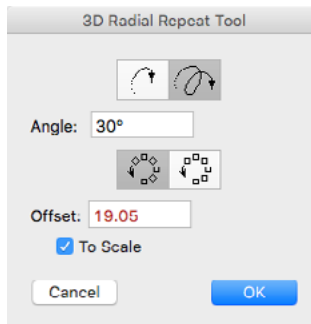 3D Radial Repeat Tool
Angle: 30°
Offset: 19.05
To Scale
Cancel OK